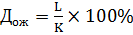 Дож = L/K × 100%